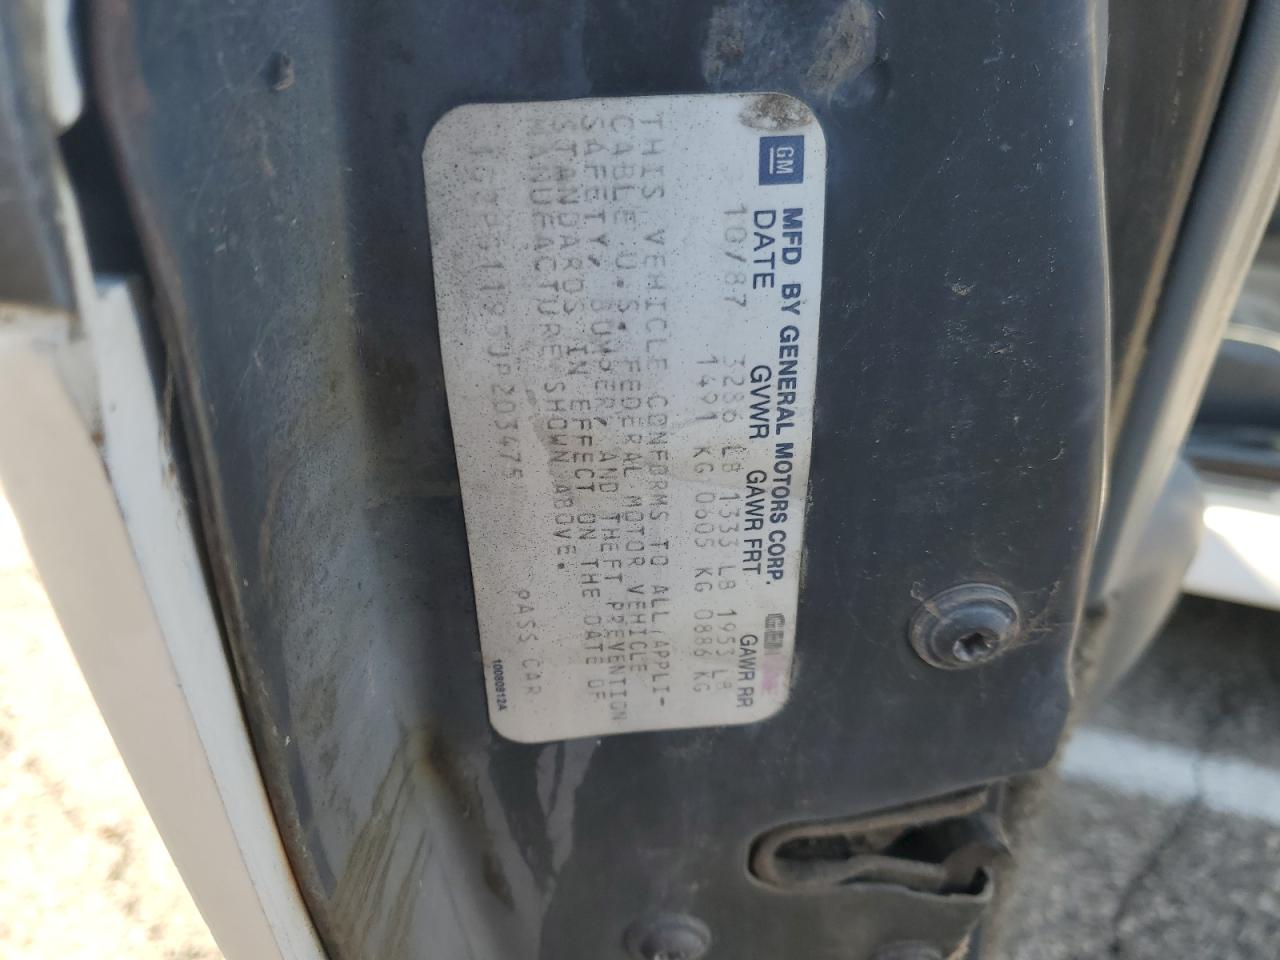 GM MFD BY GENERAL MOTORS CORP.
DATE GVWR GAWR FRT GAWR RR
10/87 3286 LB 1333 LB 1953 LB
1491 KG 0605 KG 0886 KG
THIS VEHICLE CONFORMS TO ALL APPLI-
CABLE U.S. FEDERAL MOTOR VEHICLE
SAFETY, BUMPER, AND THEFT PREVENTION
STANDARDS IN EFFECT ON THE DATE OF
MANUFACTURE SHOWN ABOVE.
PASS CAR
10080812A